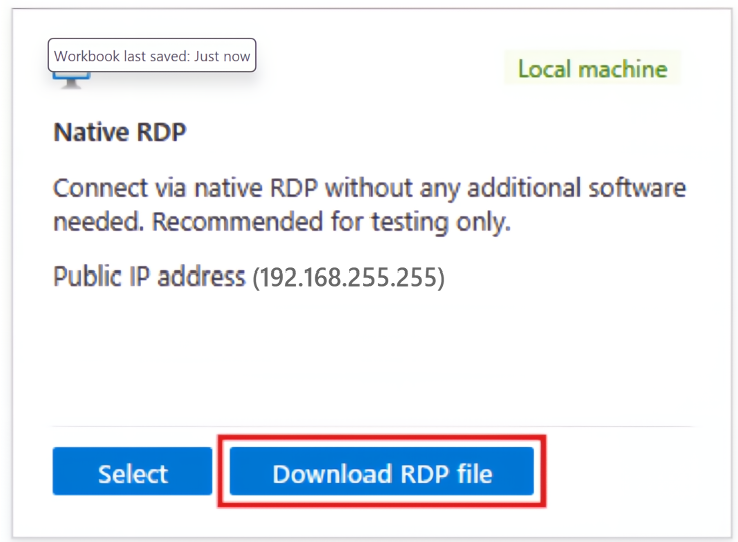 Workbook last saved: Just now
Local machine
Native RDP
Connect via native RDP without any additional software
needed. Recommended for testing only.
Public IP address (192.168.255.255)
Select
Download RDP file